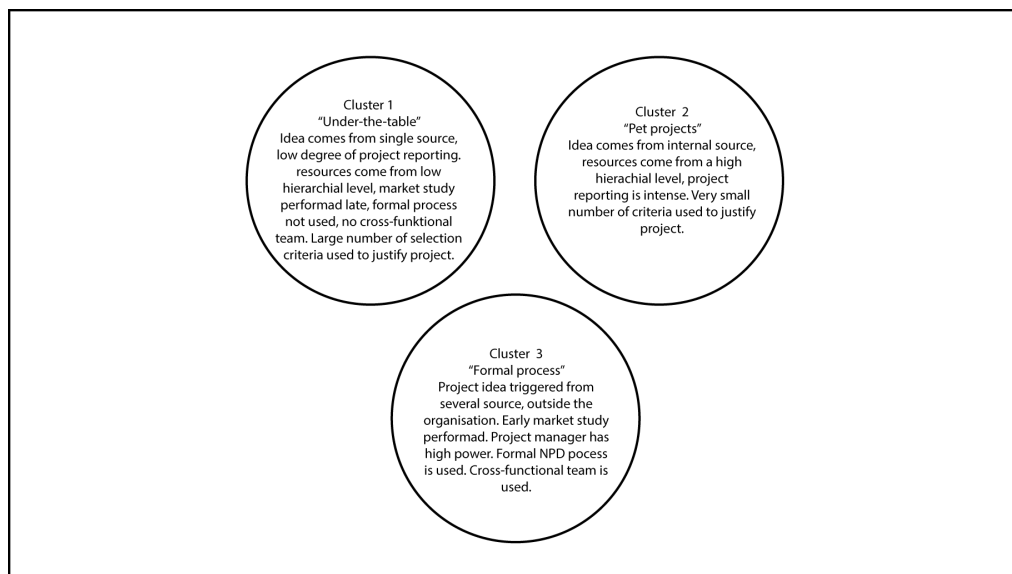 Cluster 1
“Under-the-table”
Idea comes from single source,
low degree of project reporting.
resources come from low
hierarchial level, market study
performad late, formal process
not used, no cross-funktional
team. Large number of selection
criteria used to justify project.
Cluster 2
“Pet projects”
Idea comes from internal source,
resources come from a high
hierachial level, project
reporting is intense. Very small
number of criteria used to justify
project.
Cluster 3
“Formal process”
Project idea triggered from
several source, outside the
organisation. Early market study
performad. Project manager has
high power. Formal NPD pocess
is used. Cross-functional team is
used.